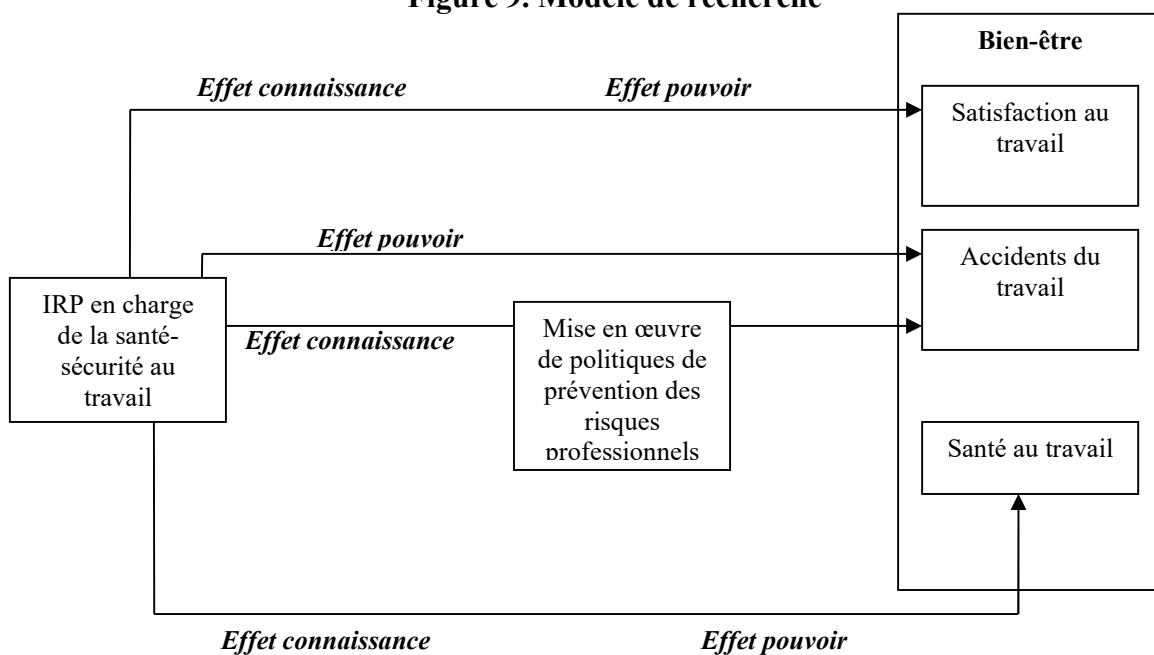 Figure 9: Modèle de recherche
Bien-être
Effet connaissance Effet pouvoir
Satisfaction au
travail
Effet pouvoir
Accidents du
travail
IRP en charge
de la santé-
sécurité au
travail
Effet connaissance
Mise en œuvre
de politiques de
prévention des
risques
professionnels
Santé au travail
Effet connaissance Effet pouvoir